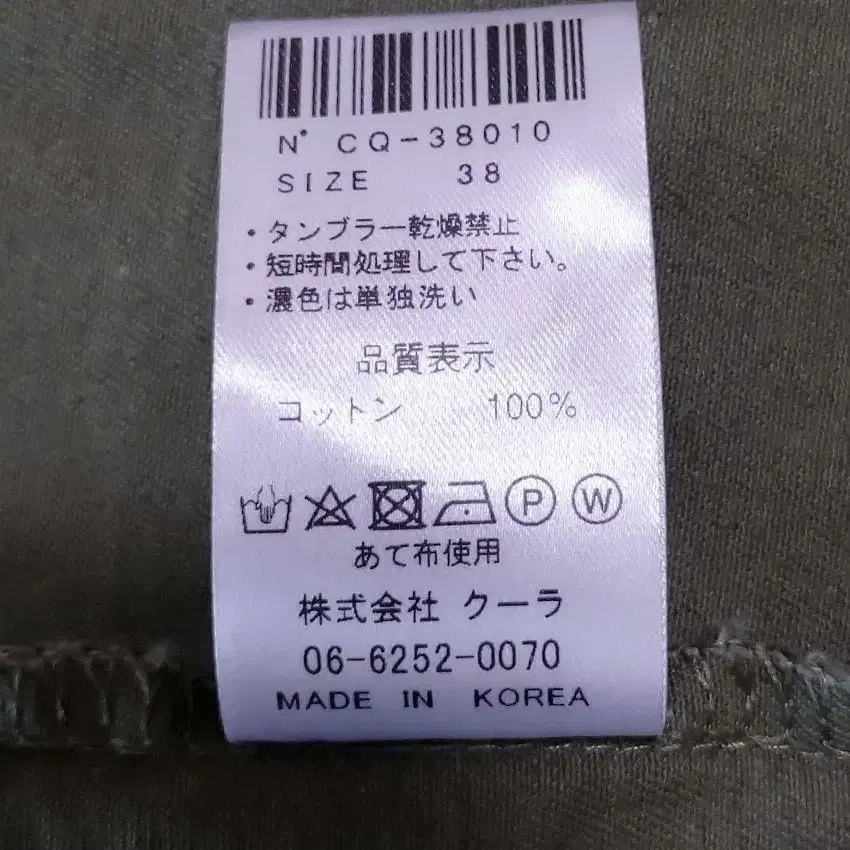 N° CQ-38010
SIZE 38
・タンブラー乾燥禁止
・短時間処理して下さい。
・濃色は単独洗い
品質表示
コットン 100%
P W
あて布使用
株式会社 クーラ
06-6252-0070
MADE IN KOREA